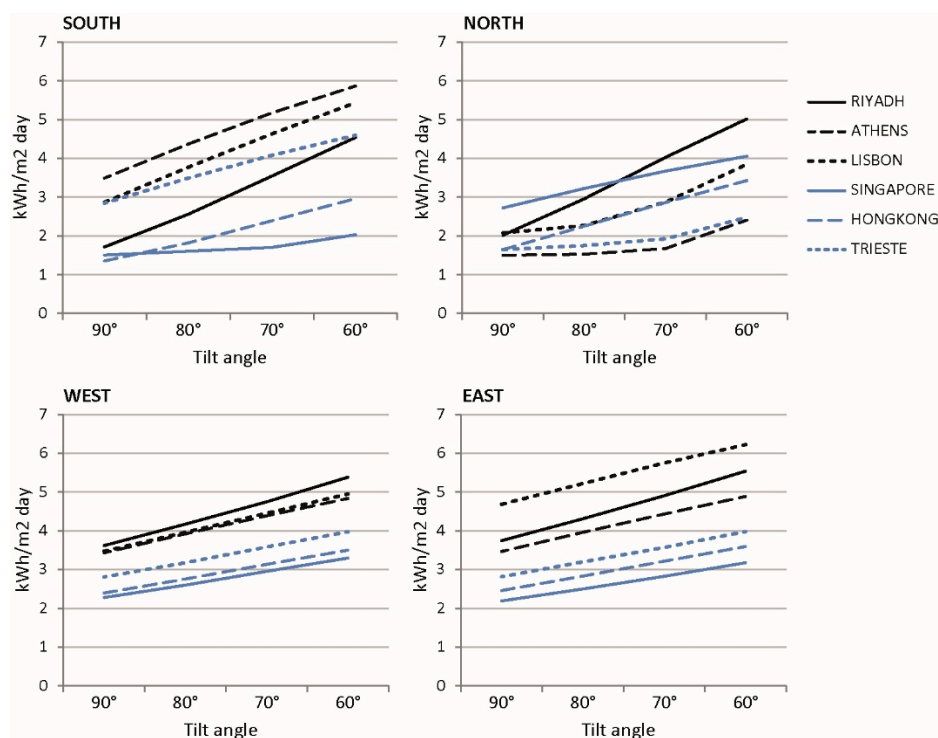 SOUTH
7
6
5
4
3
2
1
0
kWh/m2 day
90° 80° 70° 60°
Tilt angle
NORTH
7
6
5
4
3
2
1
0
kWh/m2 day
90° 80° 70° 60°
Tilt angle
RIYADH
ATHENS
LISBON
SINGAPORE
HONGKONG
TRIESTE
WEST
7
6
5
4
3
2
1
0
kWh/m2 day
90° 80° 70° 60°
Tilt angle
EAST
7
6
5
4
3
2
1
0
kWh/m2 day
90° 80° 70° 60°
Tilt angle